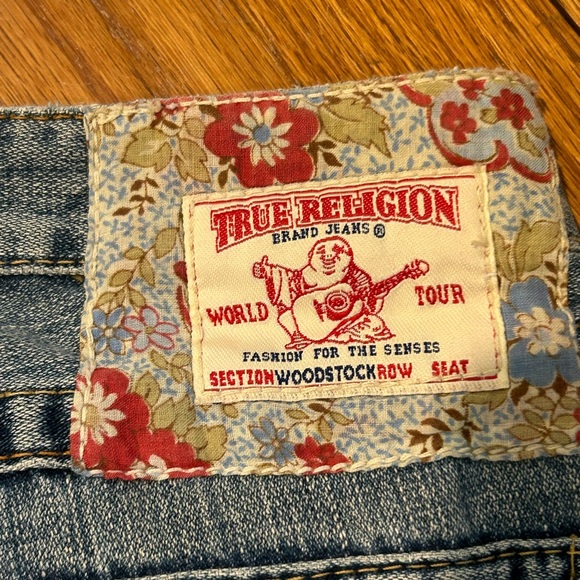 TRUE RELIGION
BRAND JEANS ®
WORLD TOUR
FASHION FOR THE SENSES
SECTION WOODSTOCK ROW SEAT